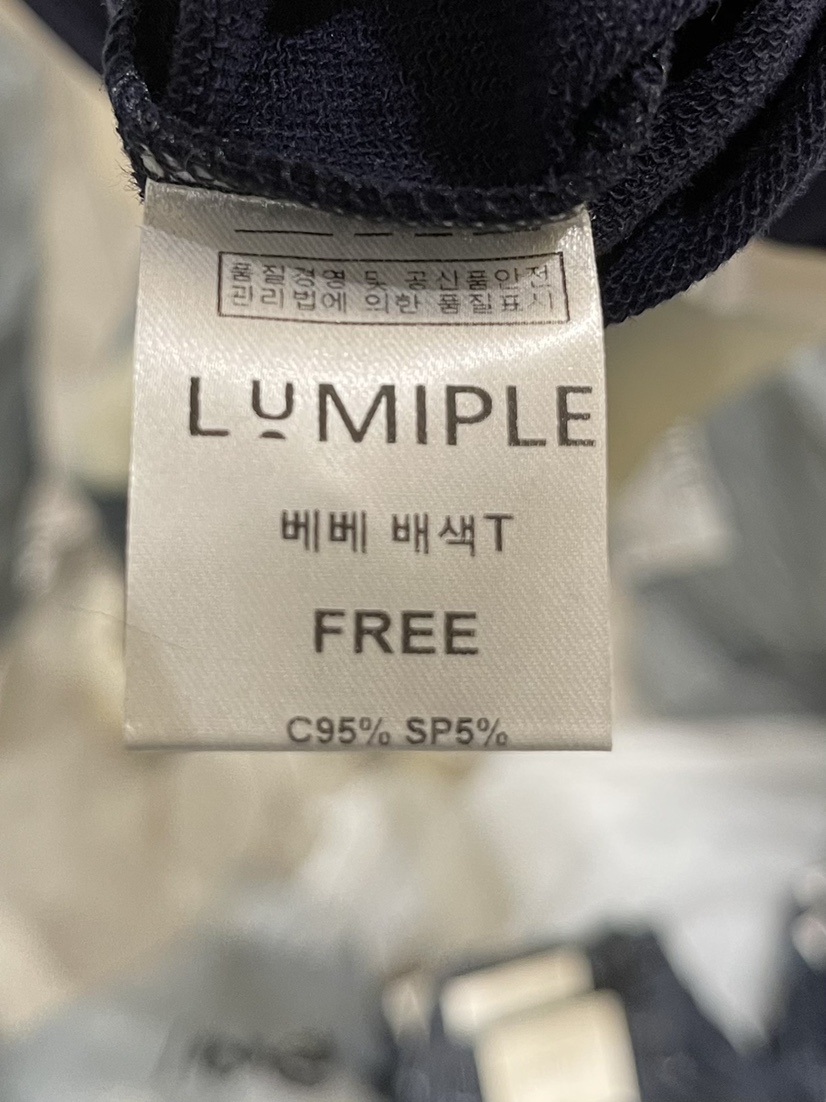 품질경영 및 공산품안전
관리법에 의한 품질표시
LUMIPLE
베베 배색T
FREE
C95% SP5%